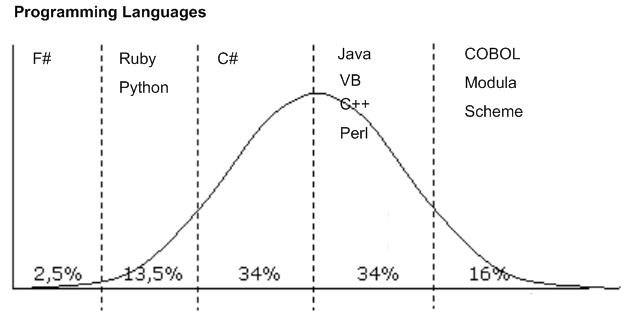 Programming Languages
F#
Ruby
Python
C#
Java
VB
C++
Perl
COBOL
Modula
Scheme
2,5%
13,5%
34%
34%
16%